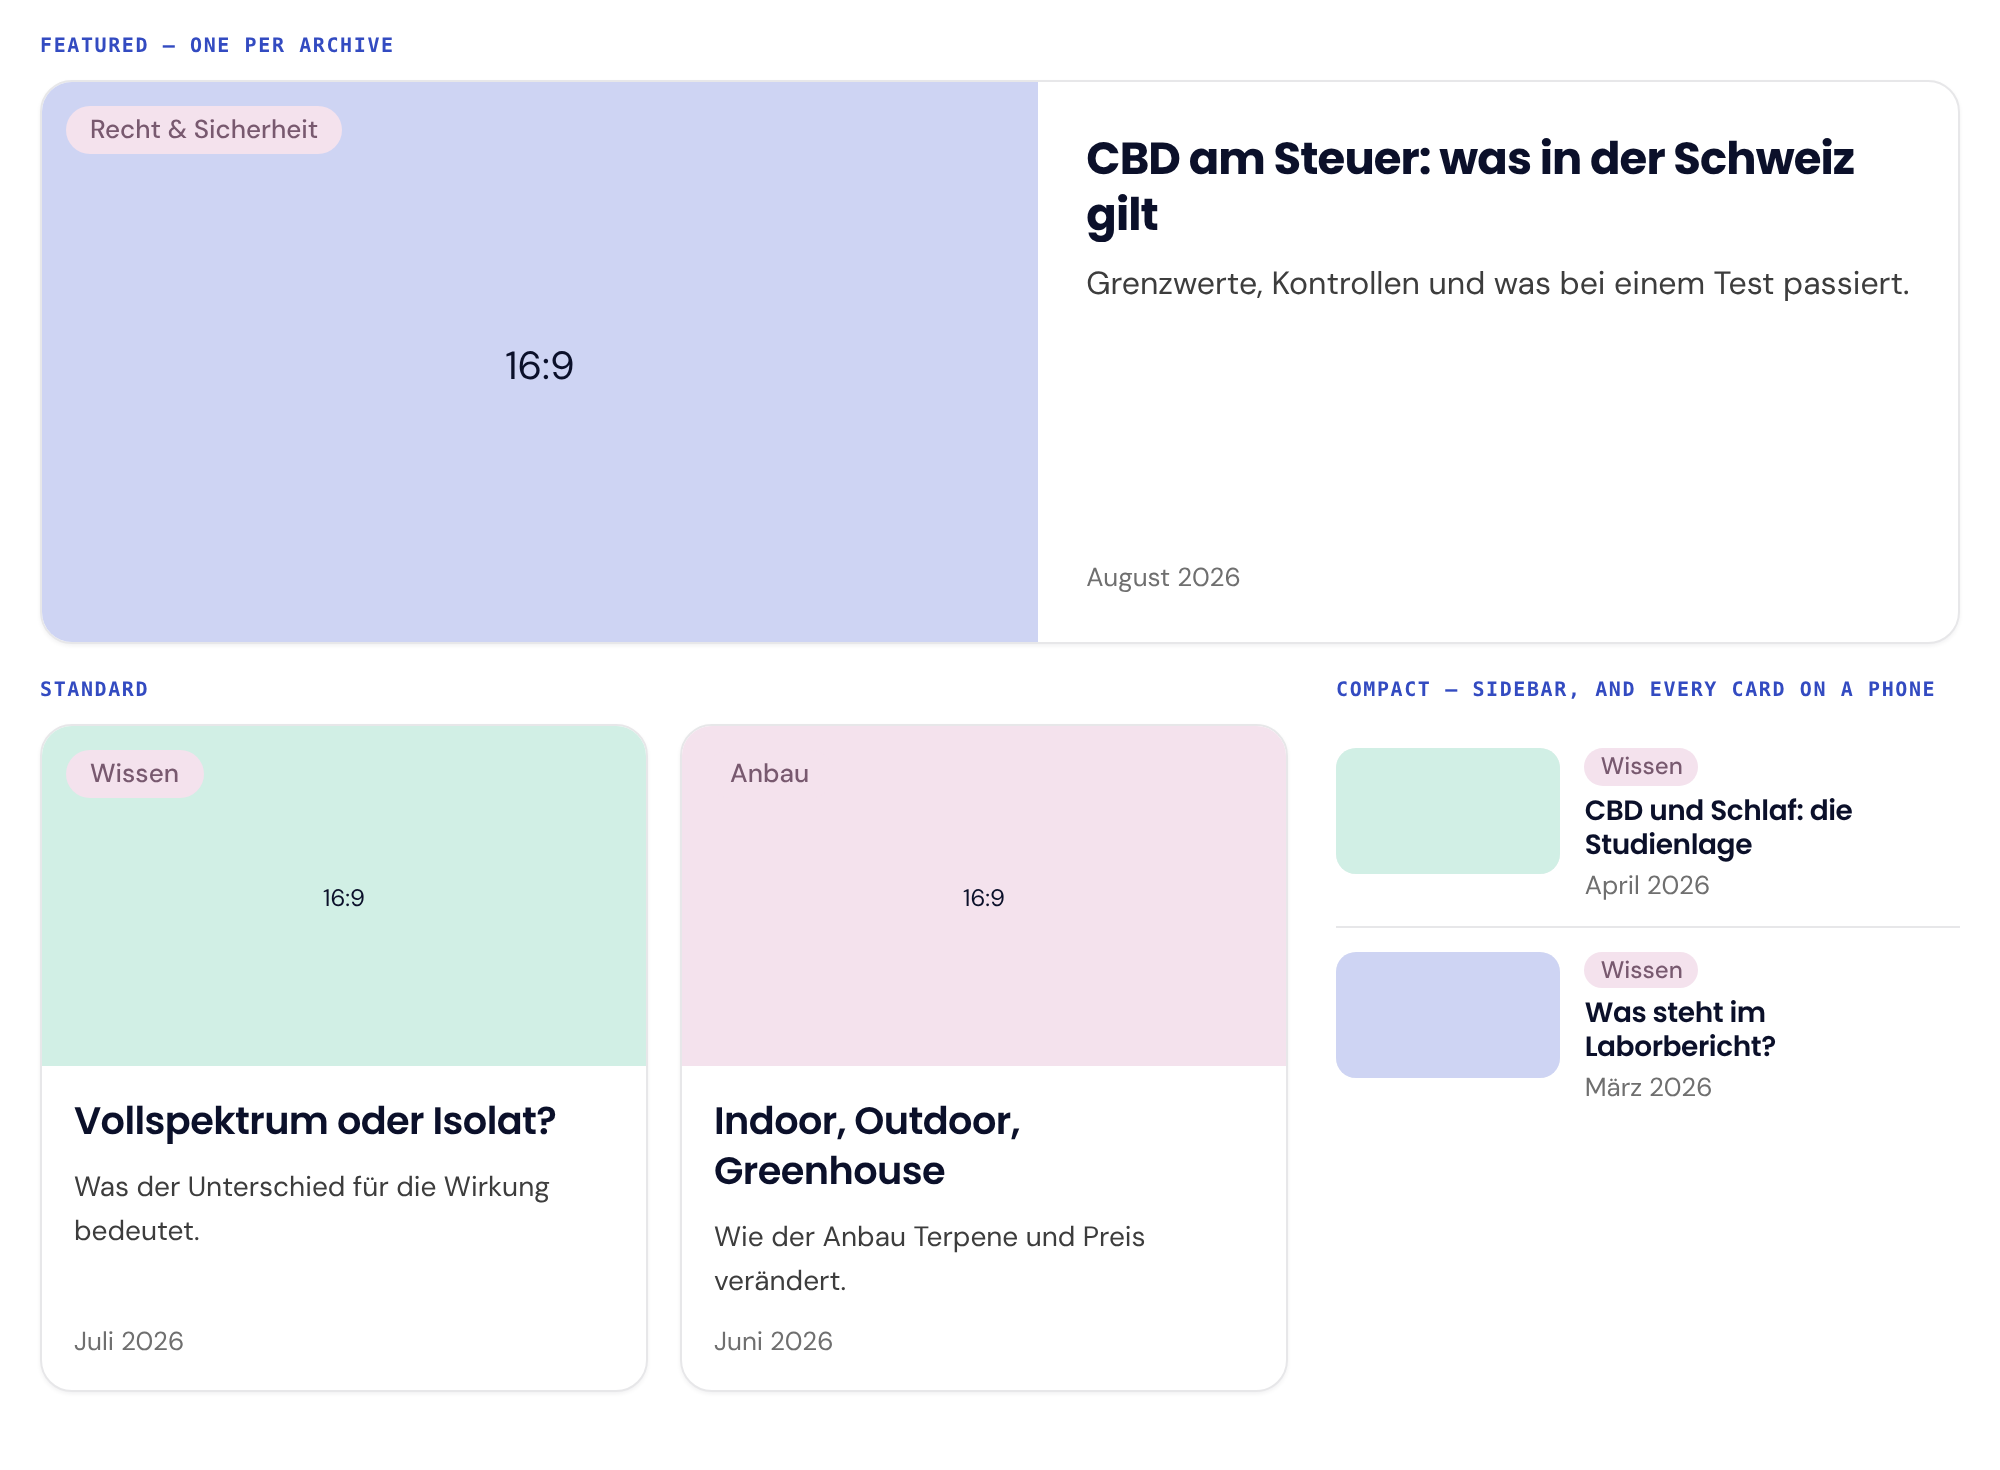 FEATURED — ONE PER ARCHIVE
Recht & Sicherheit
16:9
CBD am Steuer: was in der Schweiz
gilt
Grenzwerte, Kontrollen und was bei einem Test passiert.
August 2026
STANDARD
Wissen
16:9
Vollspektrum oder Isolat?
Was der Unterschied für die Wirkung
bedeutet.
Juli 2026
Anbau
16:9
Indoor, Outdoor,
Greenhouse
Wie der Anbau Terpene und Preis
verändert.
Juni 2026
COMPACT — SIDEBAR, AND EVERY CARD ON A PHONE
Wissen
CBD und Schlaf: die
Studienlage
April 2026
Wissen
Was steht im
Laborbericht?
März 2026